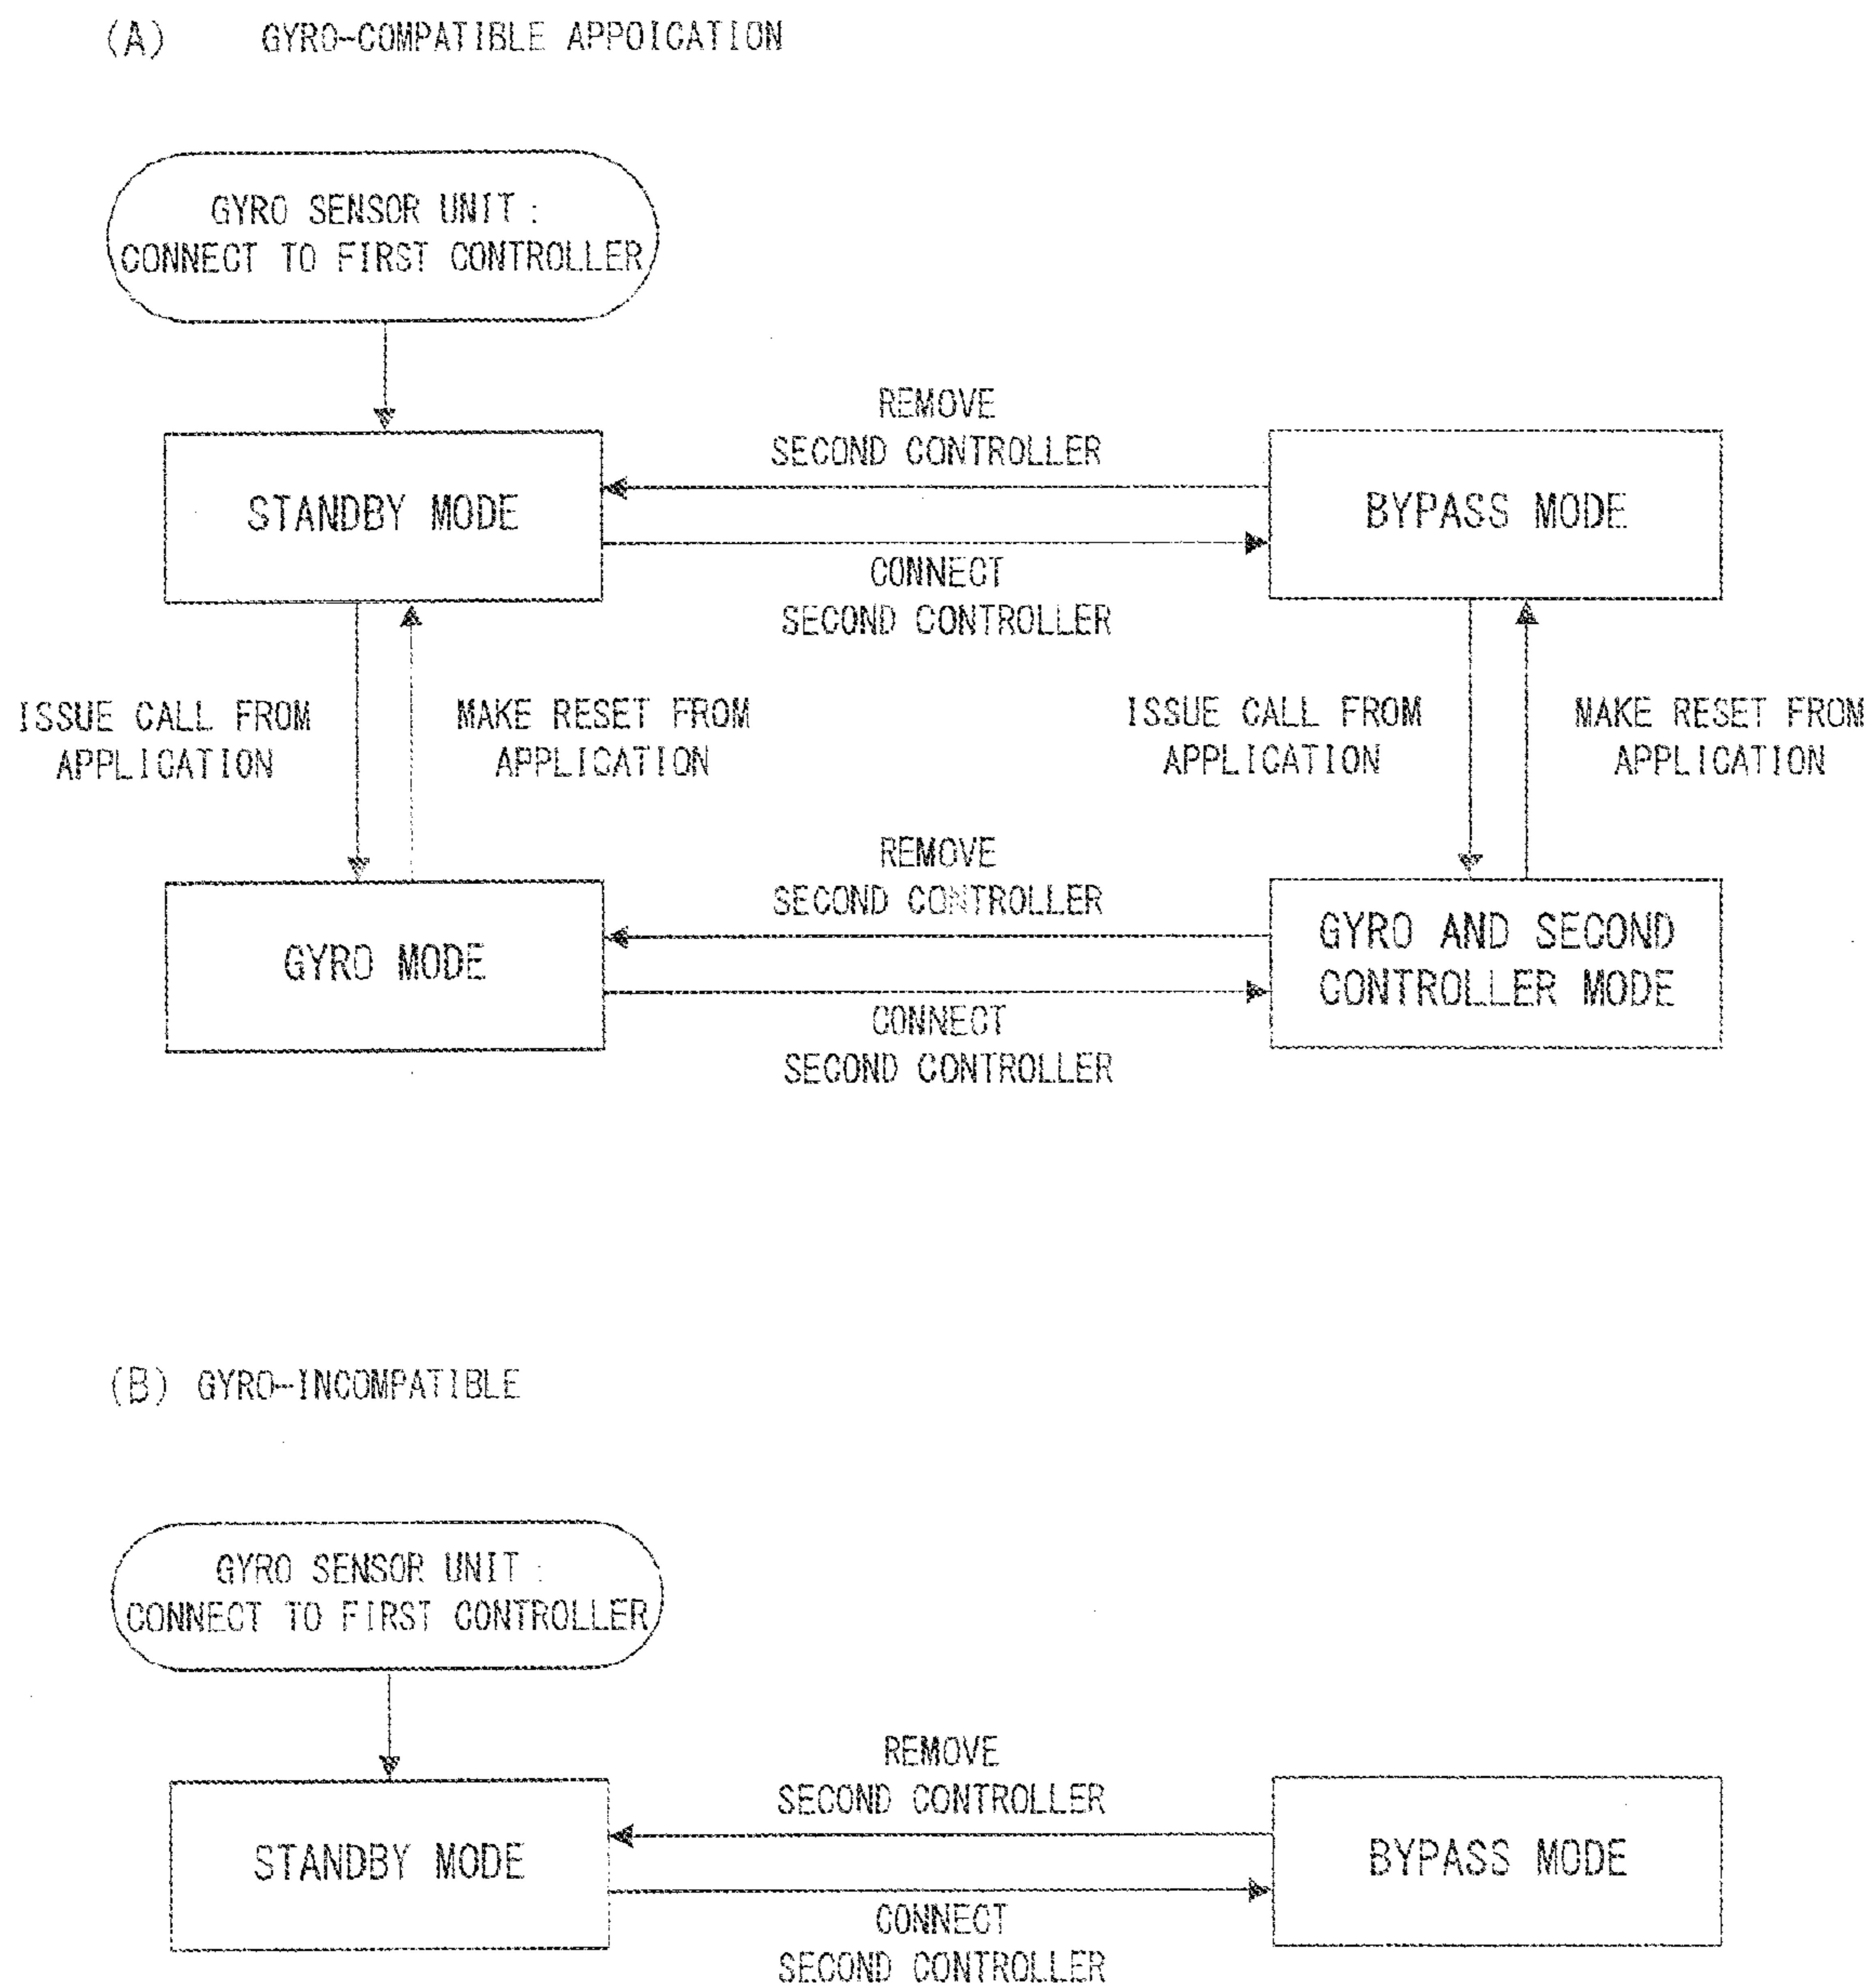 (A) GYRO-COMPATIBLE APPOICATION
GYRO SENSOR UNIT :
CONNECT TO FIRST CONTROLLER
REMOVE
SECOND CONTROLLER
STANDBY MODE
BYPASS MODE
CONNECT
SECOND CONTROLLER
ISSUE CALL FROM
APPLICATION
MAKE RESET FROM
APPLICATION
ISSUE CALL FROM
APPLICATION
MAKE RESET FROM
APPLICATION
REMOVE
SECOND CONTROLLER
GYRO MODE
GYRO AND SECOND
CONTROLLER MODE
CONNECT
SECOND CONTROLLER
(B) GYRO-INCOMPATIBLE
GYRO SENSOR UNIT :
CONNECT TO FIRST CONTROLLER
REMOVE
SECOND CONTROLLER
STANDBY MODE
BYPASS MODE
CONNECT
SECOND CONTROLLER